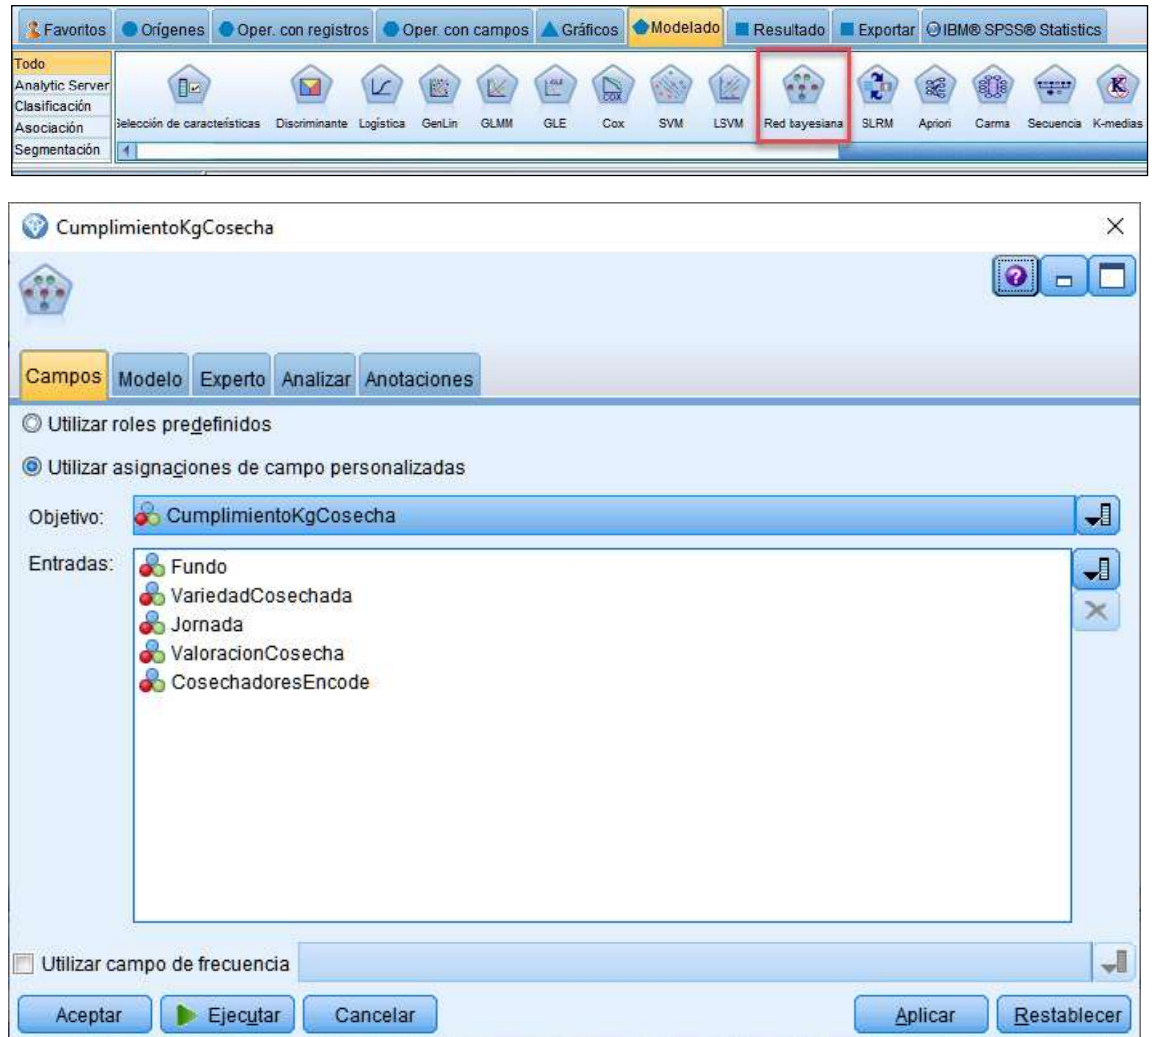 Favoritos Orígenes Oper. con registros Oper. con campos Gráficos Modelado Resultado Exportar IBM® SPSS® Statistics
Todo
Analytic Server
Clasificación
Asociación
Segmentación
Selección de características Discriminante Logística GenLin GLMM GLE Cox SVM LSVM Red bayesiana SLRM Apriori Carma Secuencia K-medias
CumplimientoKgCosecha
Campos Modelo Experto Analizar Anotaciones
Utilizar roles predefinidos
Utilizar asignaciones de campo personalizadas
Objetivo: CumplimientoKgCosecha
Entradas: Fundo
VariedadCosechada
Jornada
ValoracionCosecha
CosechadoresEncode
Utilizar campo de frecuencia
Aceptar Ejecutar Cancelar Aplicar Restablecer